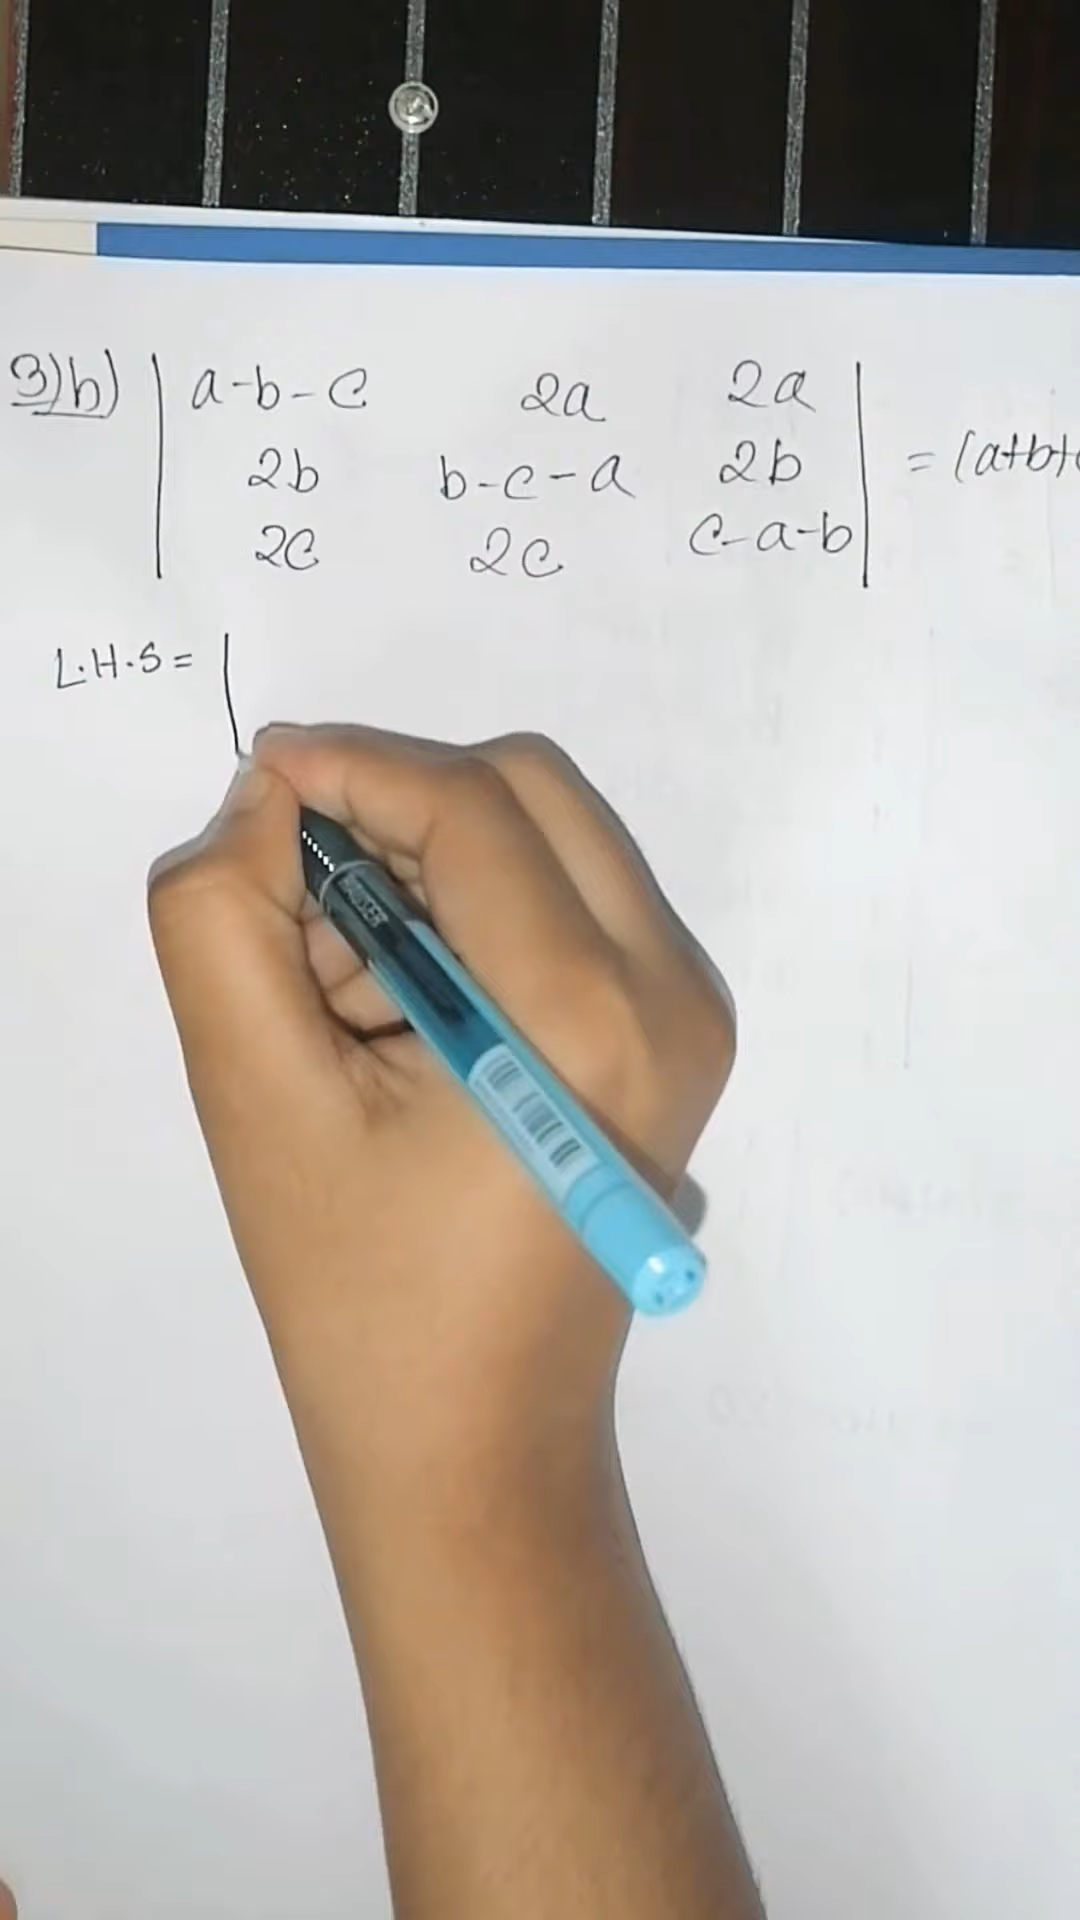 3)b) | a-b-c 2a 2a |
| 2b b-c-a 2b | = (a+b+c
| 2c 2c c-a-b |
L.H.S = |